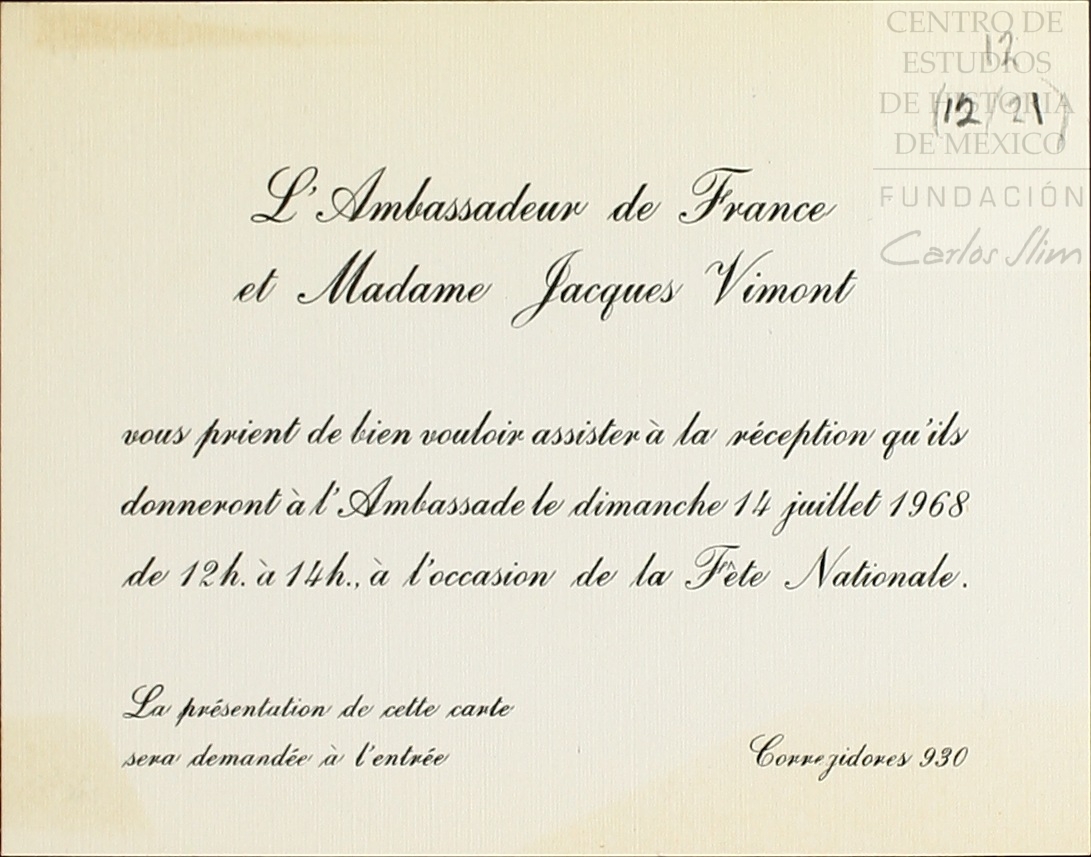 CENTRO DE
ESTUDIOS
DE HISTORIA
DE MEXICO
FUNDACIÓN
Carlos Slim
12
(12/21)
L'Ambassadeur de France
et Madame Jacques Vimont
vous prient de bien vouloir assister à la réception qu'ils
donneront à l'Ambassade le dimanche 14 juillet 1968
de 12h. à 14h., à l'occasion de la Fête Nationale.
La présentation de cette carte
sera demandée à l'entrée
Correzidores 930